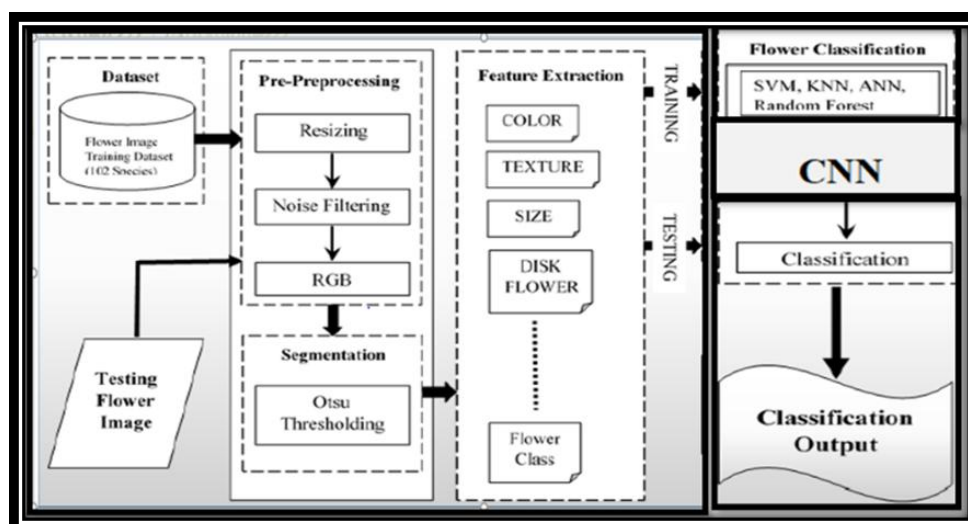 Dataset
Flower Image
Training Dataset
(102 Species)
Testing
Flower
Image
Pre-Preprocessing
Resizing
Noise Filtering
RGB
Segmentation
Otsu
Thresholding
Feature Extraction
COLOR
TEXTURE
SIZE
DISK
FLOWER
Flower
Class
TRAINING
TESTING
Flower Classification
SVM, KNN, ANN,
Random Forest
CNN
Classification
Classification
Output